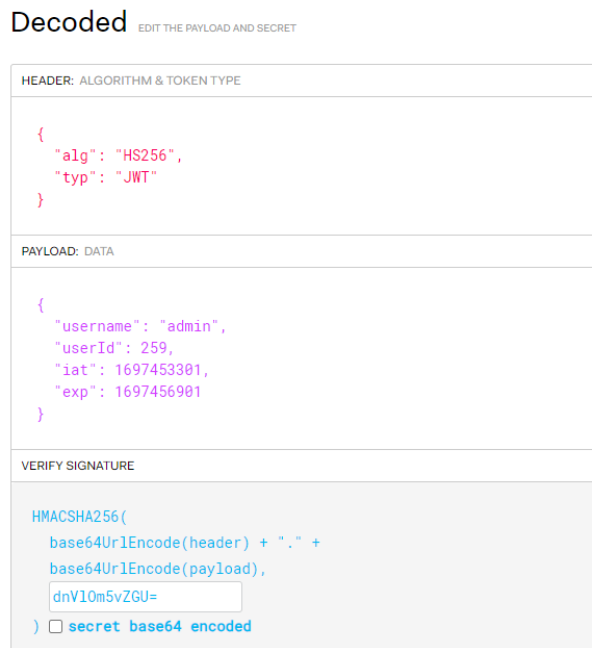 Decoded EDIT THE PAYLOAD AND SECRET
HEADER: ALGORITHM & TOKEN TYPE
{
"alg": "HS256",
"typ": "JWT"
}
PAYLOAD: DATA
{
"username": "admin",
"userId": 259,
"iat": 1697453301,
"exp": 1697456901
}
VERIFY SIGNATURE
HMACSHA256(
base64UrlEncode(header) + "." +
base64UrlEncode(payload),
dnVlOm5vZGU=
) secret base64 encoded